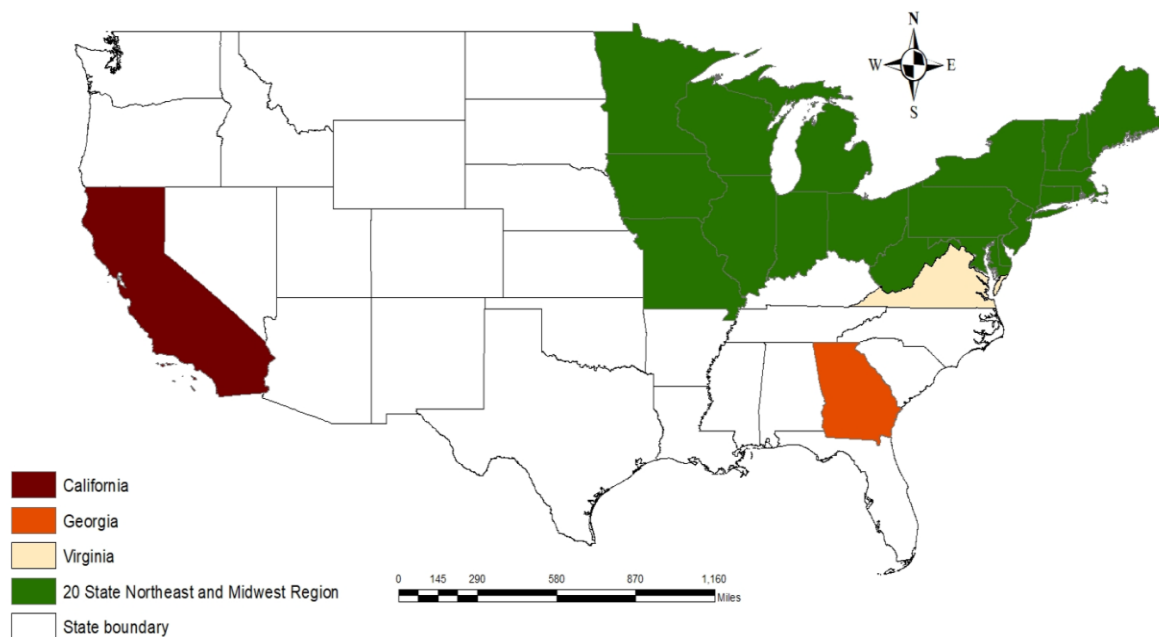 N
W E
S
California
Georgia
Virginia
20 State Northeast and Midwest Region
State boundary
0 145 290 580 870 1,160
Miles